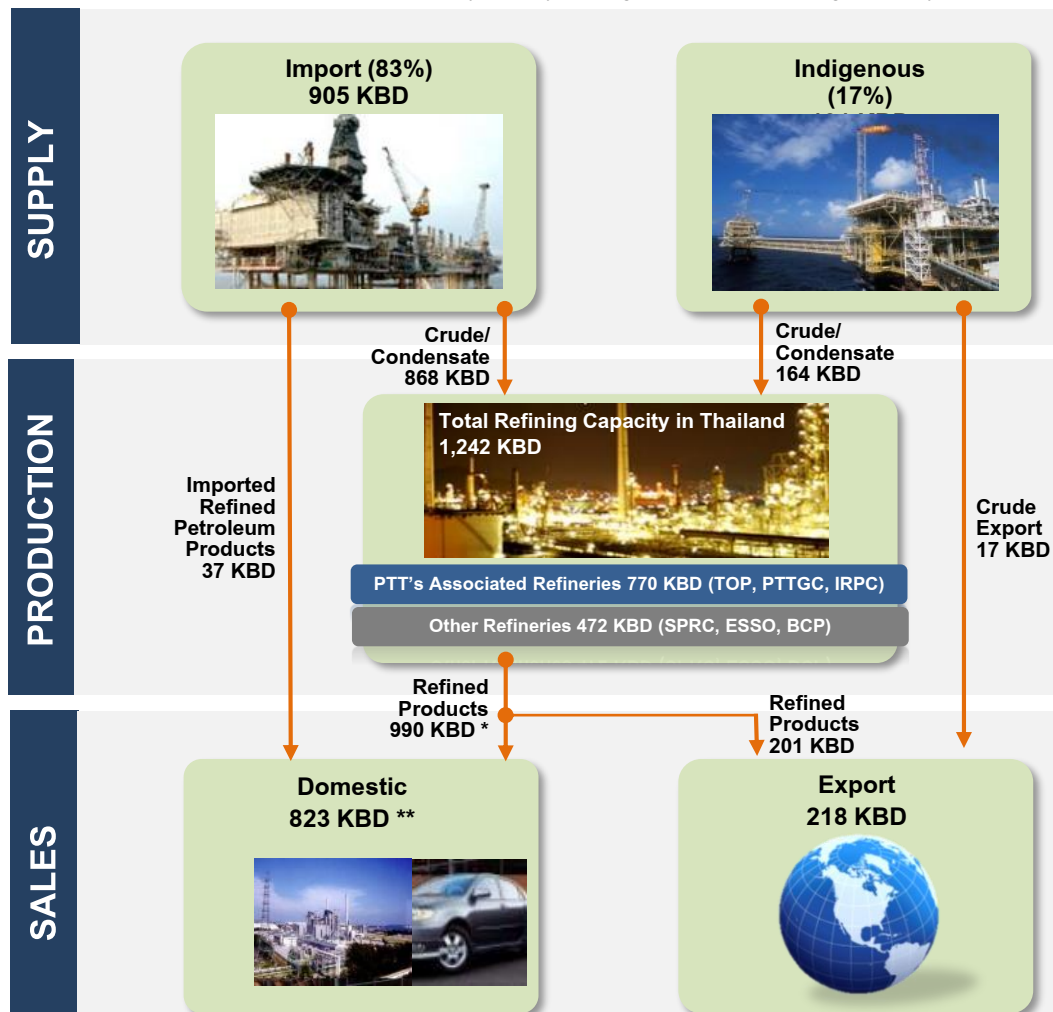 SUPPLY
Import (83%)
905 KBD
Indigenous
(17%)
Crude/
Condensate
868 KBD
Crude/
Condensate
164 KBD
PRODUCTION
Total Refining Capacity in Thailand
1,242 KBD
Imported
Refined
Petroleum
Products
37 KBD
Crude
Export
17 KBD
PTT's Associated Refineries 770 KBD (TOP, PTTGC, IRPC)
Other Refineries 472 KBD (SPRC, ESSO, BCP)
Refined
Products
990 KBD *
Refined
Products
201 KBD
SALES
Domestic
823 KBD **
Export
218 KBD